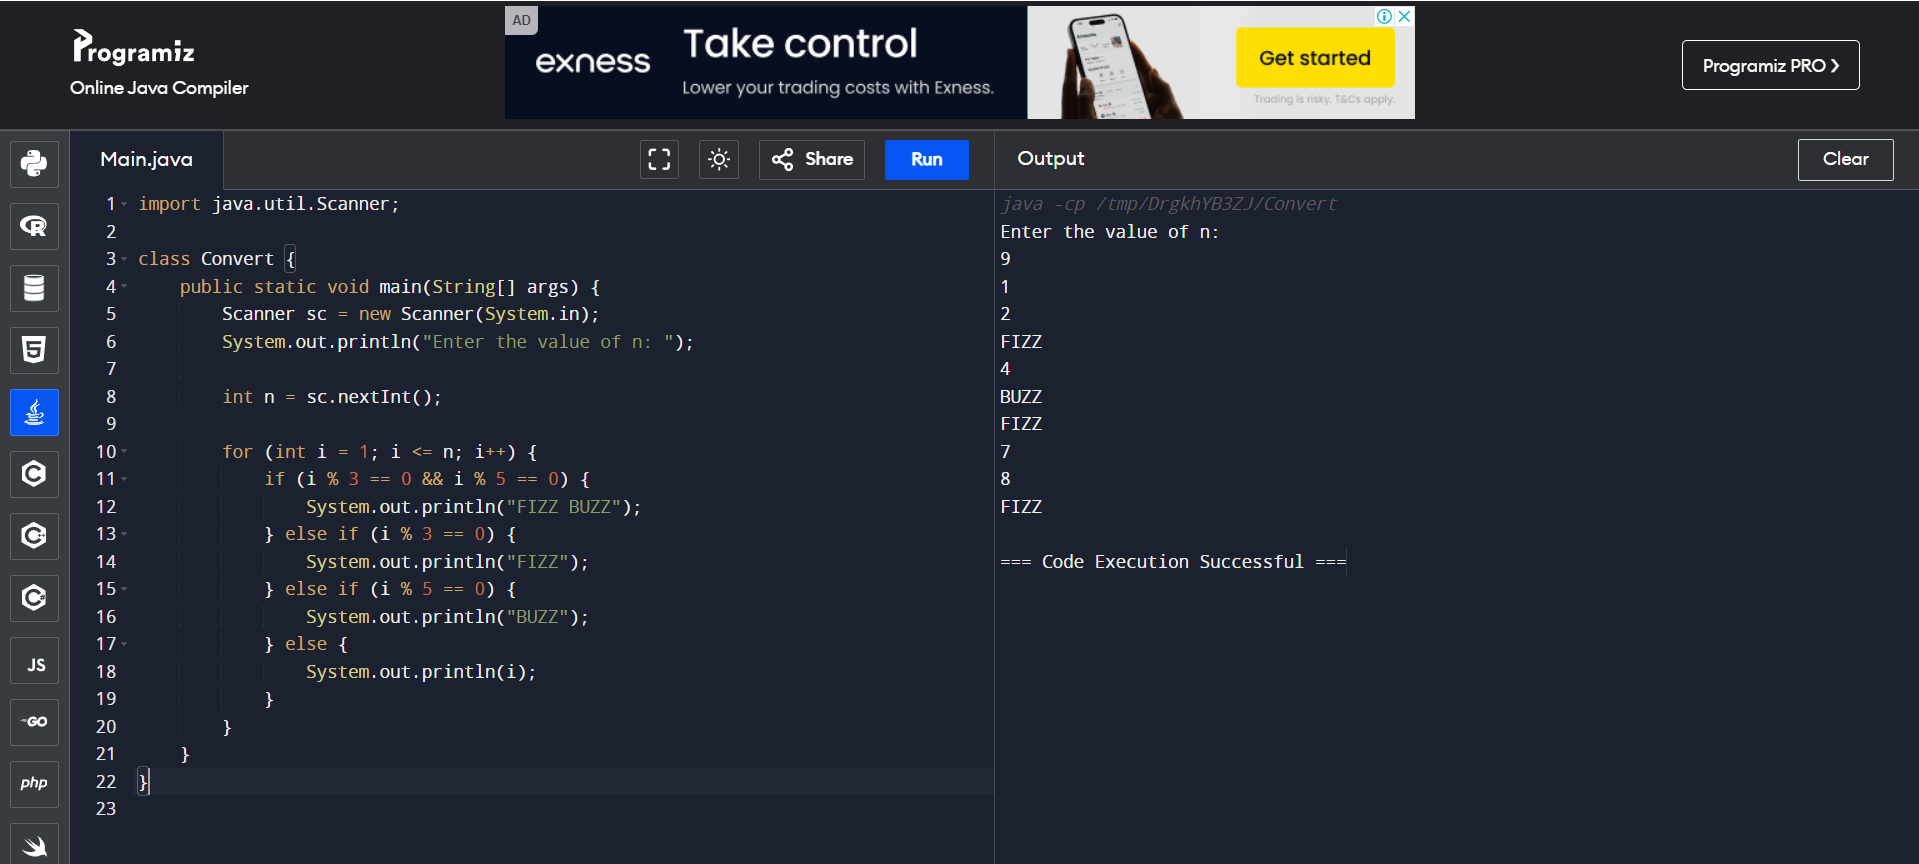 Programiz
Online Java Compiler
AD
exness
Take control
Lower your trading costs with Exness.
Get started
Trading is risky. T&Cs apply.
Programiz PRO ❯
Main.java
Share
Run
Output
Clear
1 import java.util.Scanner;
2
3 class Convert {
4     public static void main(String[] args) {
5         Scanner sc = new Scanner(System.in);
6         System.out.println("Enter the value of n: ");
7
8         int n = sc.nextInt();
9
10         for (int i = 1; i <= n; i++) {
11             if (i % 3 == 0 && i % 5 == 0) {
12                 System.out.println("FIZZ BUZZ");
13             } else if (i % 3 == 0) {
14                 System.out.println("FIZZ");
15             } else if (i % 5 == 0) {
16                 System.out.println("BUZZ");
17             } else {
18                 System.out.println(i);
19             }
20         }
21     }
22 }
23
java -cp /tmp/DrgkhYB3ZJ/Convert
Enter the value of n:
9
1
2
FIZZ
4
BUZZ
FIZZ
7
8
FIZZ
=== Code Execution Successful ===
R
5
C
C
C
JS
GO
php